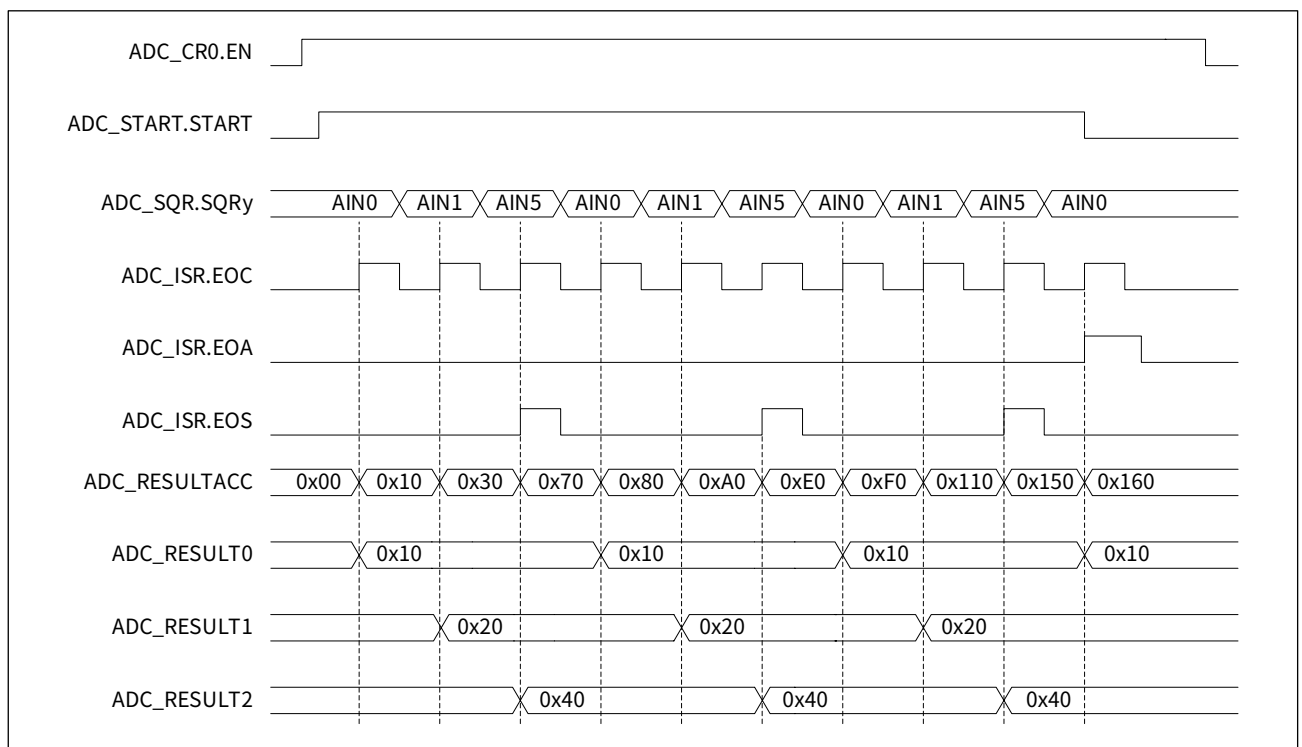 ADC_CR0.EN
ADC_START.START
ADC_SQR.SQRy AIN0 AIN1 AIN5 AIN0 AIN1 AIN5 AIN0 AIN1 AIN5 AIN0
ADC_ISR.EOC
ADC_ISR.EOA
ADC_ISR.EOS
ADC_RESULTACC 0x00 0x10 0x30 0x70 0x80 0xA0 0xE0 0xF0 0x110 0x150 0x160
ADC_RESULT0 0x10 0x10 0x10 0x10
ADC_RESULT1 0x20 0x20 0x20
ADC_RESULT2 0x40 0x40 0x40